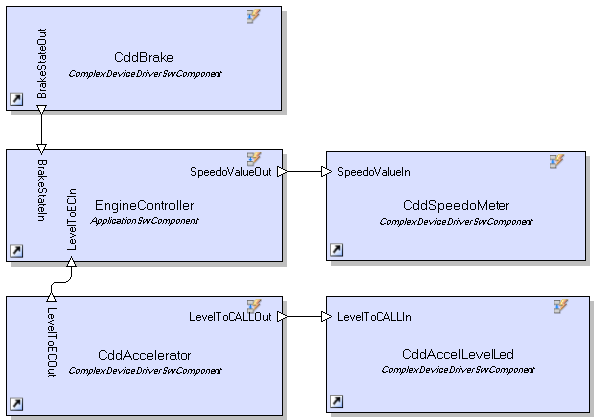 BrakeStateOut
CddBrake
ComplexDeviceDriverSwComponent
BrakeStateIn
LevelToECIn
SpeedoValueOut
EngineController
ApplicationSwComponent
SpeedoValueIn
CddSpeedoMeter
ComplexDeviceDriverSwComponent
LevelToECOut
LevelToCALLOut
CddAccelerator
ComplexDeviceDriverSwComponent
LevelToCALLIn
CddAccelLevelLed
ComplexDeviceDriverSwComponent